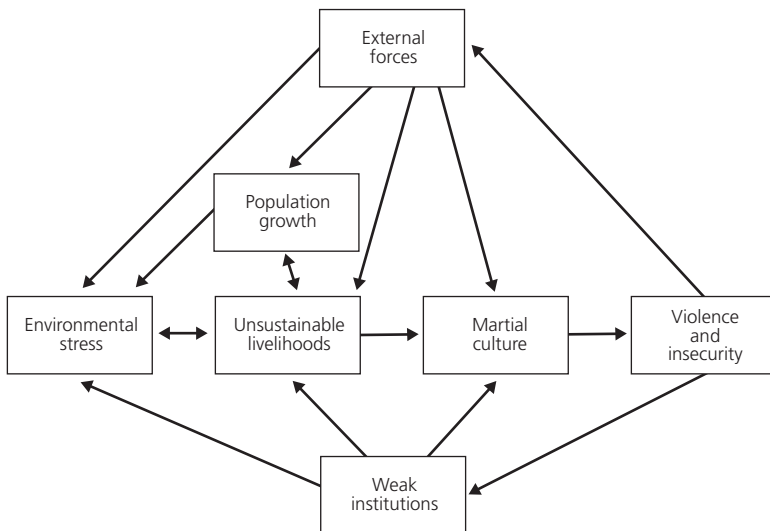 External
forces
Population
growth
Environmental
stress
Unsustainable
livelihoods
Martial
culture
Violence
and
insecurity
Weak
institutions